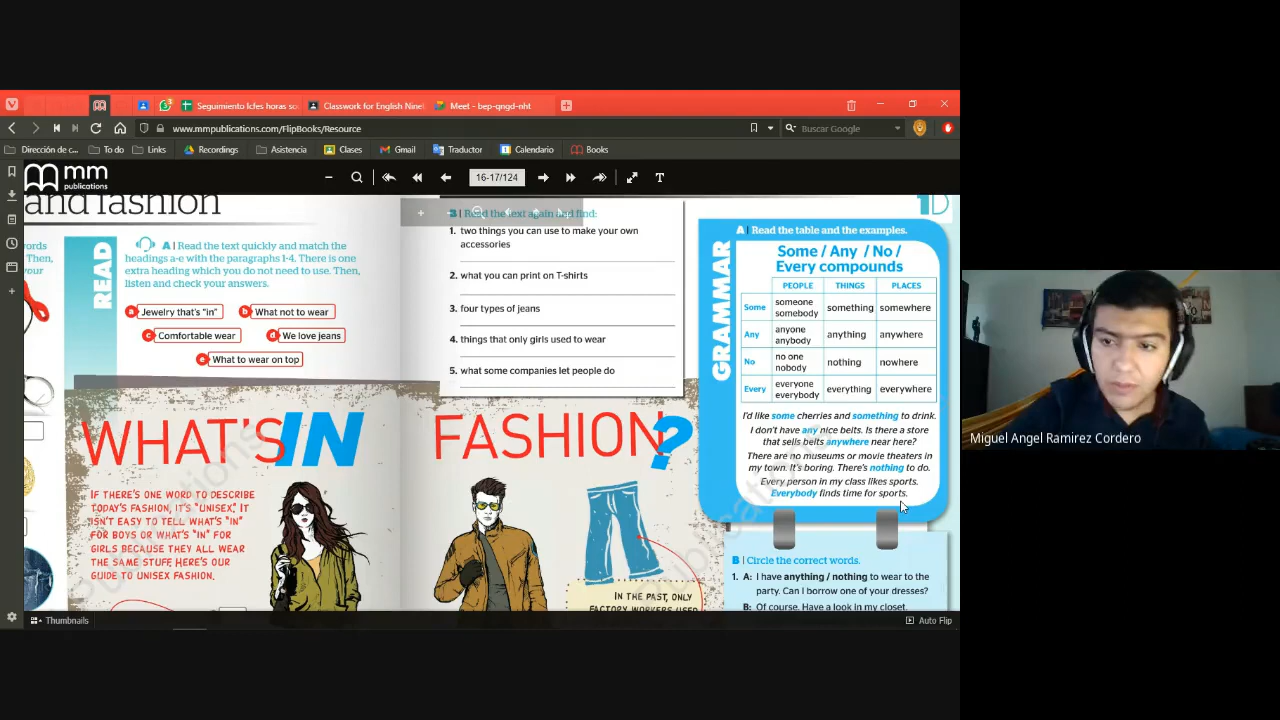 Seguimiento Icfes horas so
Classwork for English Ninet
Meet - bep-qngd-nht
www.mmpublications.com/FlipBooks/Resource
Buscar Google
Dirección de c...
To do
Links
Recordings
Asistencia
Clases
Gmail
Traductor
Calendario
Books
mm
publications
16-17/124
and fashion
words
Then,
your
READ
A | Read the text quickly and match the
headings a-e with the paragraphs 1-4. There is one
extra heading which you do not need to use. Then,
listen and check your answers.
a Jewelry that's "in"
b What not to wear
c Comfortable wear
d We love jeans
e What to wear on top
B | Read the text again and find:
1. two things you can use to make your own
accessories
2. what you can print on T-shirts
3. four types of jeans
4. things that only girls used to wear
5. what some companies let people do
WHAT'S IN FASHION?
IF THERE'S ONE WORD TO DESCRIBE
TODAY'S FASHION, IT'S "UNISEX." IT
ISN'T EASY TO TELL WHAT'S "IN"
FOR BOYS OR WHAT'S "IN" FOR
GIRLS BECAUSE THEY ALL WEAR
THE SAME STUFF. HERE'S OUR
GUIDE TO UNISEX FASHION.
IN THE PAST, ONLY
FACTORY WORKERS USED
1D
GRAMMAR
A | Read the table and the examples.
Some / Any / No /
Every compounds
PEOPLE THINGS PLACES
Some someone somebody something somewhere
Any anyone anybody anything anywhere
No no one nobody nothing nowhere
Every everyone everybody everything everywhere
I'd like some cherries and something to drink.
I don't have any nice belts. Is there a store
that sells belts anywhere near here?
There are no museums or movie theaters in
my town. It's boring. There's nothing to do.
Every person in my class likes sports.
Everybody finds time for sports.
B | Circle the correct words.
1. A: I have anything / nothing to wear to the
party. Can I borrow one of your dresses?
B: Of course. Have a look in my closet.
Thumbnails
Auto Flip
Miguel Angel Ramirez Cordero